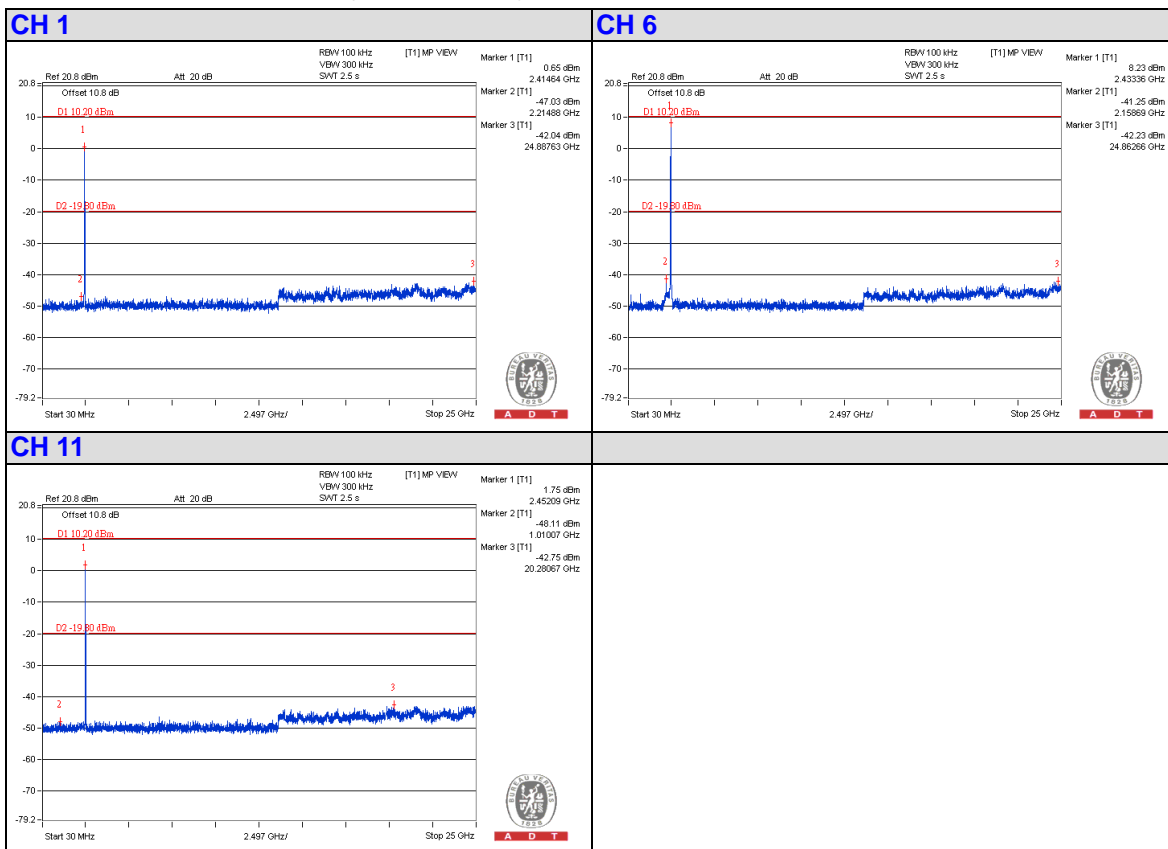 CH 1
RBW 100 kHz [T1] MP VIEW
VBW 300 kHz
Ref 20.8 dBm Att 20 dB SWT 2.5 s
Marker 1 [T1]
0.65 dBm
2.41464 GHz
Marker 2 [T1]
-47.03 dBm
2.21488 GHz
Marker 3 [T1]
-42.04 dBm
24.88763 GHz
20.8
Offset 10.8 dB
D1 10.20 dBm
10
1
0
-10
D2 -19.80 dBm
-20
-30
3
-40
2
-50
-60
-70
-79.2
Start 30 MHz 2.497 GHz/ Stop 25 GHz
BUREAU VERITAS
1828
A D T
CH 6
RBW 100 kHz [T1] MP VIEW
VBW 300 kHz
Ref 20.8 dBm Att 20 dB SWT 2.5 s
Marker 1 [T1]
8.23 dBm
2.43336 GHz
Marker 2 [T1]
-41.25 dBm
2.15869 GHz
Marker 3 [T1]
-42.23 dBm
24.86266 GHz
20.8
Offset 10.8 dB
1
D1 10.20 dBm
10
0
-10
D2 -19.80 dBm
-20
-30
2
3
-40
-50
-60
-70
-79.2
Start 30 MHz 2.497 GHz/ Stop 25 GHz
BUREAU VERITAS
1828
A D T
CH 11
RBW 100 kHz [T1] MP VIEW
VBW 300 kHz
Ref 20.8 dBm Att 20 dB SWT 2.5 s
Marker 1 [T1]
1.75 dBm
2.45209 GHz
Marker 2 [T1]
-48.11 dBm
1.01007 GHz
Marker 3 [T1]
-42.75 dBm
20.28067 GHz
20.8
Offset 10.8 dB
D1 10.20 dBm
10
1
0
-10
D2 -19.80 dBm
-20
-30
3
-40
2
-50
-60
-70
-79.2
Start 30 MHz 2.497 GHz/ Stop 25 GHz
BUREAU VERITAS
1828
A D T